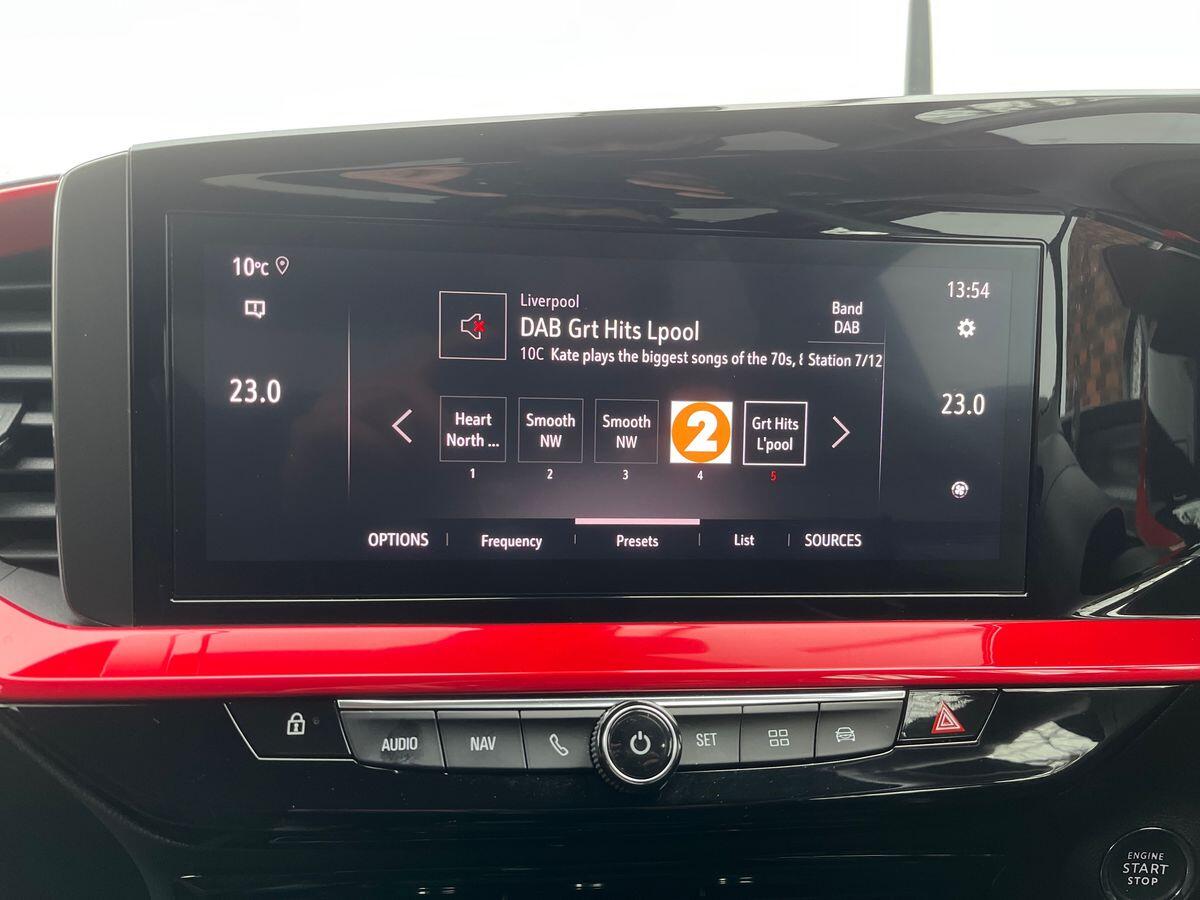 10°C
13:54
Liverpool
DAB Grt Hits Lpool
10C Kate plays the biggest songs of the 70s,
Band
DAB
Station 7/12
23.0
23.0
Heart
North ...
1
Smooth
NW
2
Smooth
NW
3
2
4
Grt Hits
L'pool
5
OPTIONS
Frequency
Presets
List
SOURCES
AUDIO
NAV
SET
ENGINE
START
STOP